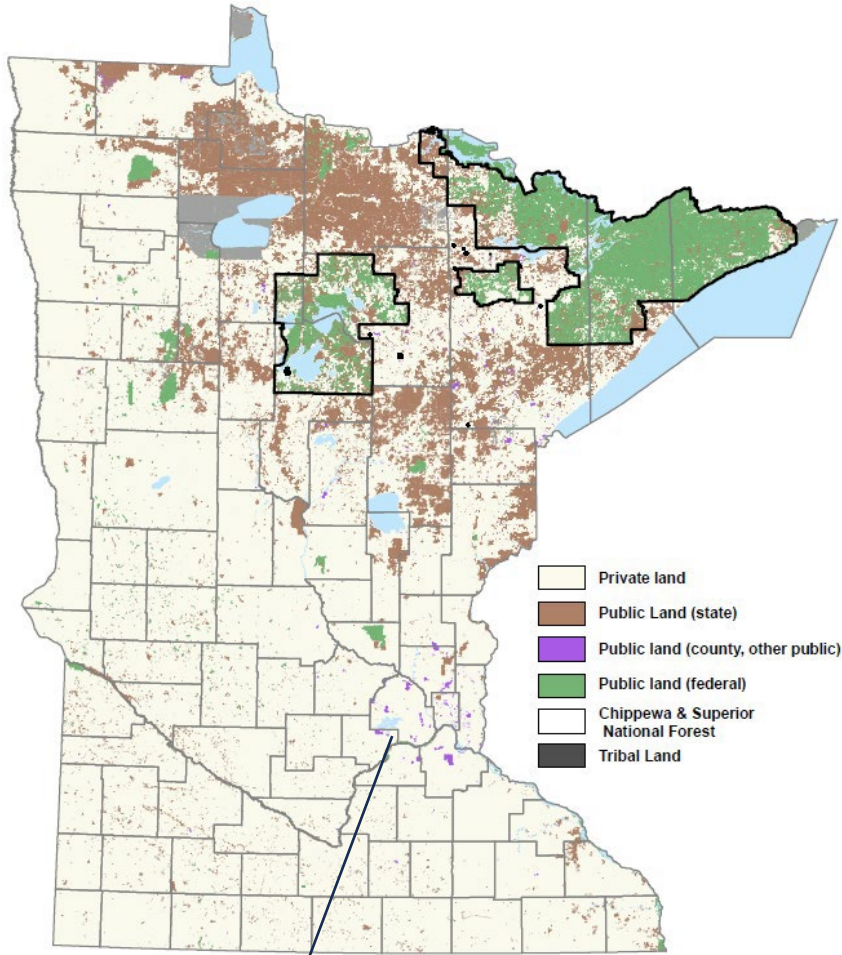 Private land
Public Land (state)
Public land (county, other public)
Public land (federal)
Chippewa & Superior
National Forest
Tribal Land